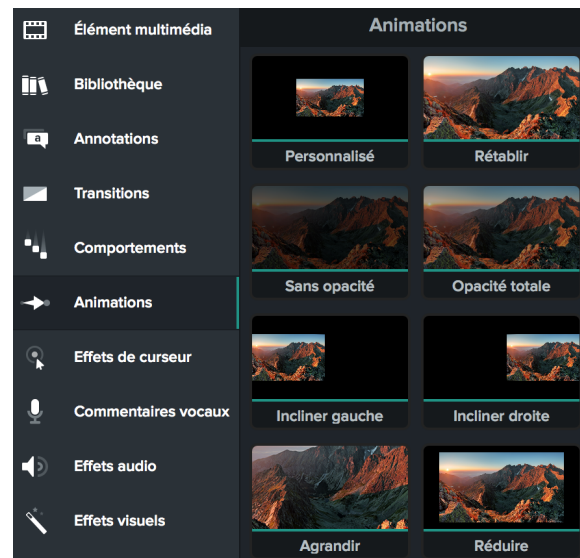 Élément multimédia
Bibliothèque
a
Annotations
Transitions
Comportements
Animations
Effets de curseur
Commentaires vocaux
Effets audio
Effets visuels
Animations
Personnalisé
Rétablir
Sans opacité
Opacité totale
Incliner gauche
Incliner droite
Agrandir
Réduire